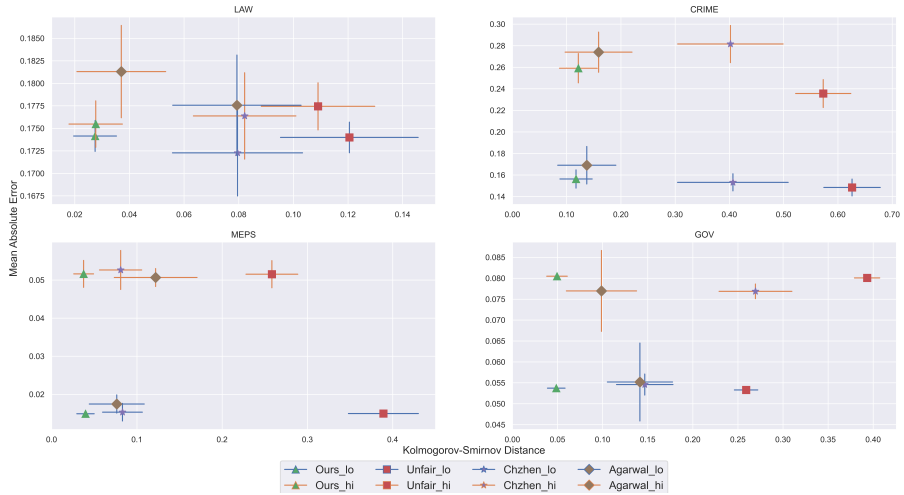 LAW
CRIME
0.1850
0.1825
0.1800
0.1775
0.1750
0.1725
0.1700
0.1675
0.02 0.04 0.06 0.08 0.10 0.12 0.14
0.30
0.28
0.26
0.24
0.22
0.20
0.18
0.16
0.14
0.00 0.10 0.20 0.30 0.40 0.50 0.60 0.70
Mean Absolute Error
MEPS
GOV
0.05
0.04
0.03
0.02
0.0 0.1 0.2 0.3 0.4
0.085
0.080
0.075
0.070
0.065
0.060
0.055
0.050
0.045
0.00 0.05 0.10 0.15 0.20 0.25 0.30 0.35 0.40
Kolmogorov-Smirnov Distance
Ours_lo Unfair_lo Chzhen_lo Agarwal_lo
Ours_hi Unfair_hi Chzhen_hi Agarwal_hi